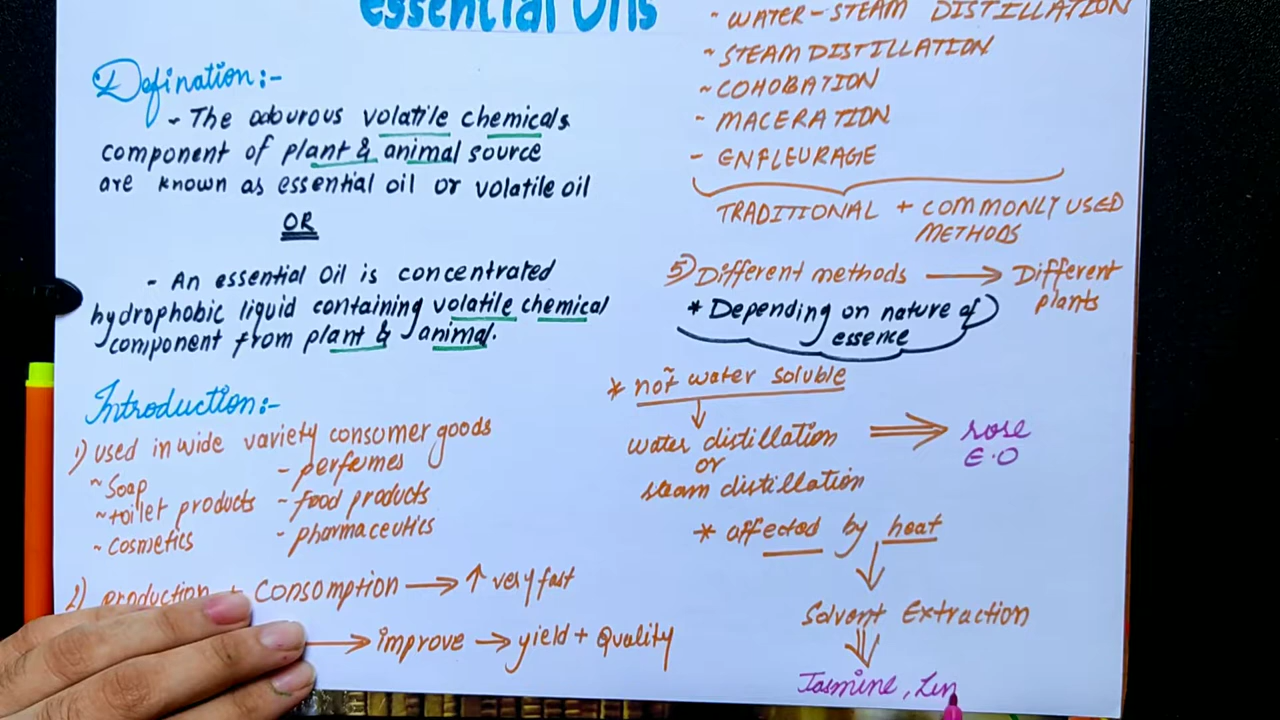 essential Oils
Defination:-
- The odourous volatile chemicals
component of plant & animal source
are known as essential oil or volatile oil
OR
- An essential Oil is concentrated
hydrophobic liquid containing volatile chemical
component from plant & animal.
Introduction:-
1) used in wide variety consumer goods
~ Soap
~ toilet products
~ Cosmetics
- perfumes
- food products
- pharmaceutics
2) production + Consumption → ↑ very fast
→ improve → yield + Quality
- WATER-STEAM DISTILLATION
~ STEAM DISTILLATION
~ COHOBATION
- MACERATION
- ENFLEURAGE
TRADITIONAL + COMMONLY USED
METHODS
5) Different methods → Different
plants
* Depending on nature of
essence
* not water soluble
↓
water distillation ⇒ rose
or E.O
steam distillation
* affected by heat
↓
Solvent Extraction
⇓
Jasmine, Lin